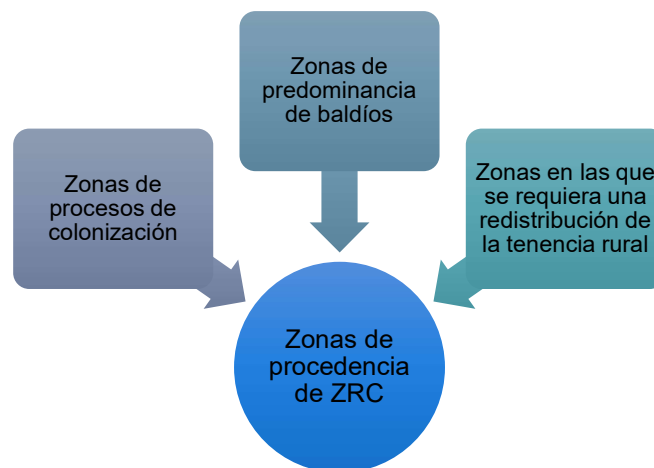 Zonas de
predominancia
de baldíos
Zonas de
procesos de
colonización
Zonas en las que
se requiera una
redistribución de
la tenencia rural
Zonas de
procedencia
de ZRC